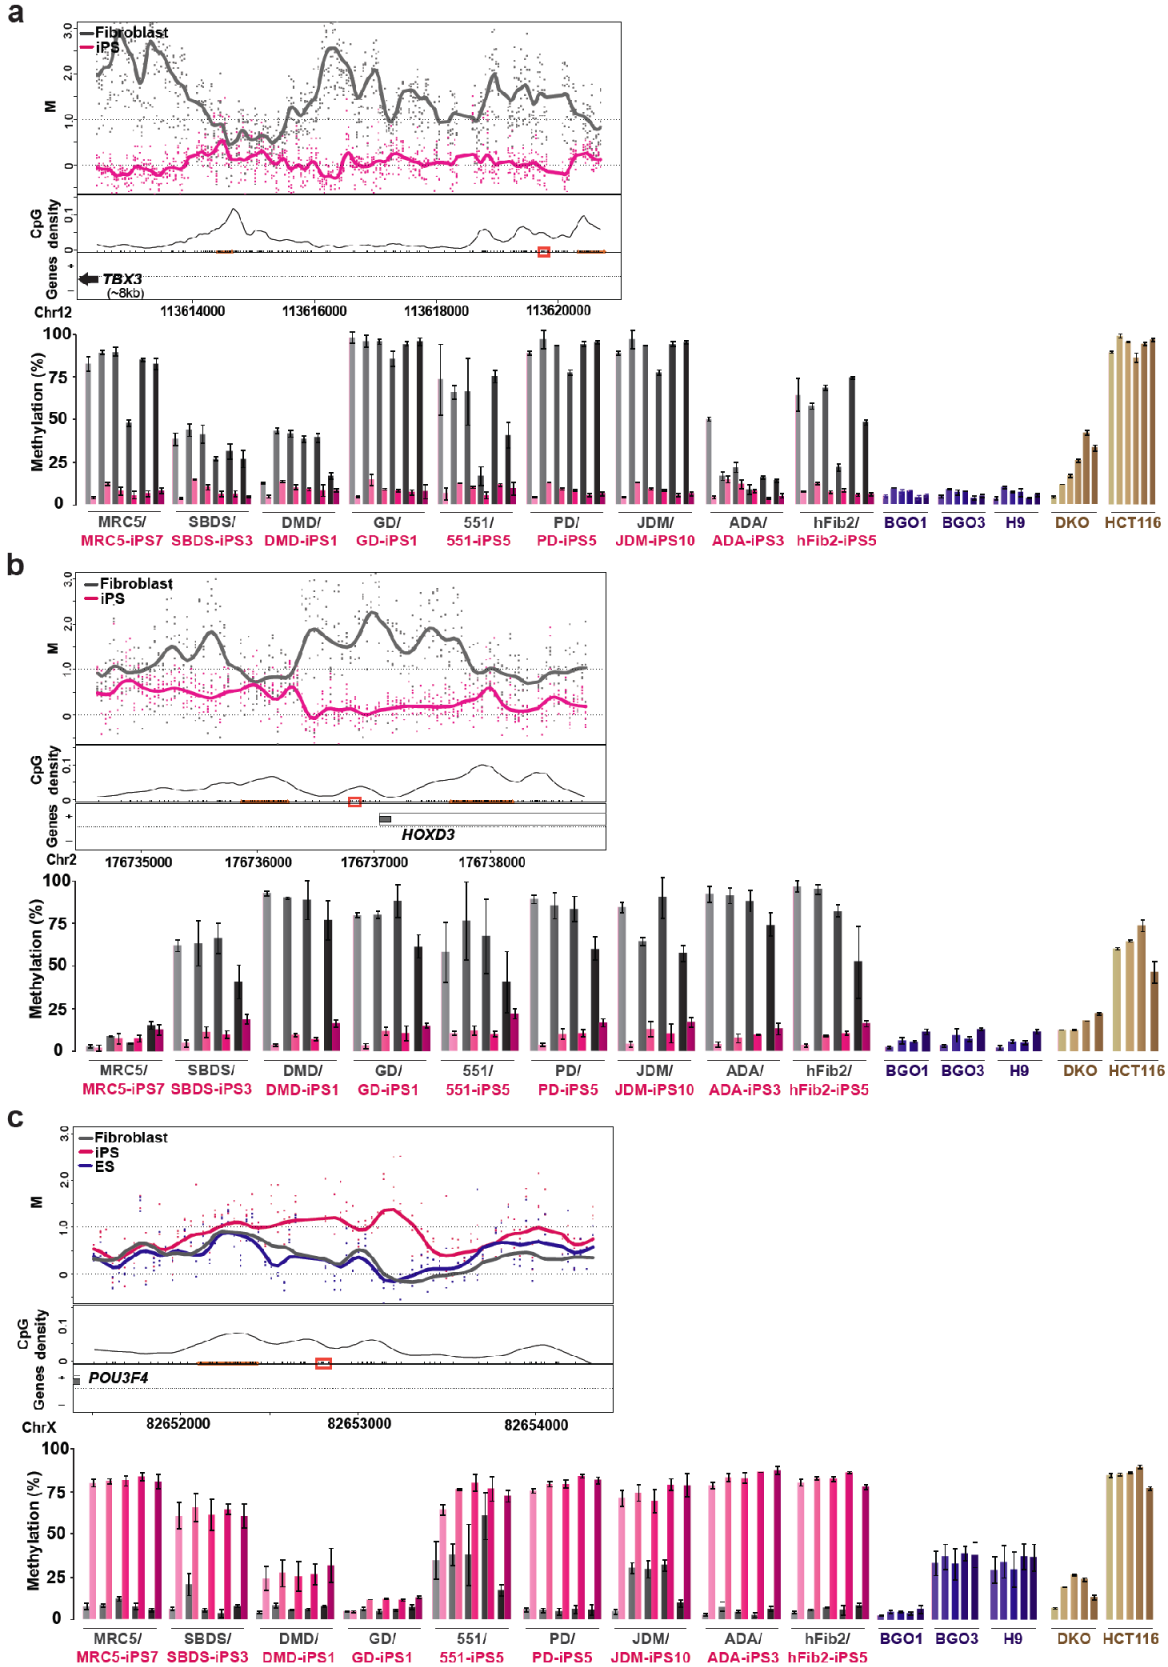 a
Fibroblast
iPS
3.0
2.0
1.0
0
M
CpG
density
0.1
0
Genes
+
−
TBX3
(~8kb)
Chr12
113614000 113616000 113618000 113620000
Methylation (%)
100
75
50
25
0
MRC5/ SBDS/ DMD/ GD/ 551/ PD/ JDM/ ADA/ hFib2/ BGO1 BGO3 H9 DKO HCT116
MRC5-iPS7 SBDS-iPS3 DMD-iPS1 GD-iPS1 551-iPS5 PD-iPS5 JDM-iPS10 ADA-iPS3 hFib2-iPS5
b
Fibroblast
iPS
3.0
2.0
1.0
0
M
CpG
density
0.1
0
Genes
+
−
HOXD3
Chr2
176735000 176736000 176737000 176738000
Methylation (%)
100
75
50
25
0
MRC5/ SBDS/ DMD/ GD/ 551/ PD/ JDM/ ADA/ hFib2/ BGO1 BGO3 H9 DKO HCT116
MRC5-iPS7 SBDS-iPS3 DMD-iPS1 GD-iPS1 551-iPS5 PD-iPS5 JDM-iPS10 ADA-iPS3 hFib2-iPS5
c
Fibroblast
iPS
ES
3.0
2.0
1.0
0
M
CpG
density
0.1
0
Genes
+
−
POU3F4
ChrX
82652000 82653000 82654000
Methylation (%)
100
75
50
25
0
MRC5/ SBDS/ DMD/ GD/ 551/ PD/ JDM/ ADA/ hFib2/ BGO1 BGO3 H9 DKO HCT116
MRC5-iPS7 SBDS-iPS3 DMD-iPS1 GD-iPS1 551-iPS5 PD-iPS5 JDM-iPS10 ADA-iPS3 hFib2-iPS5